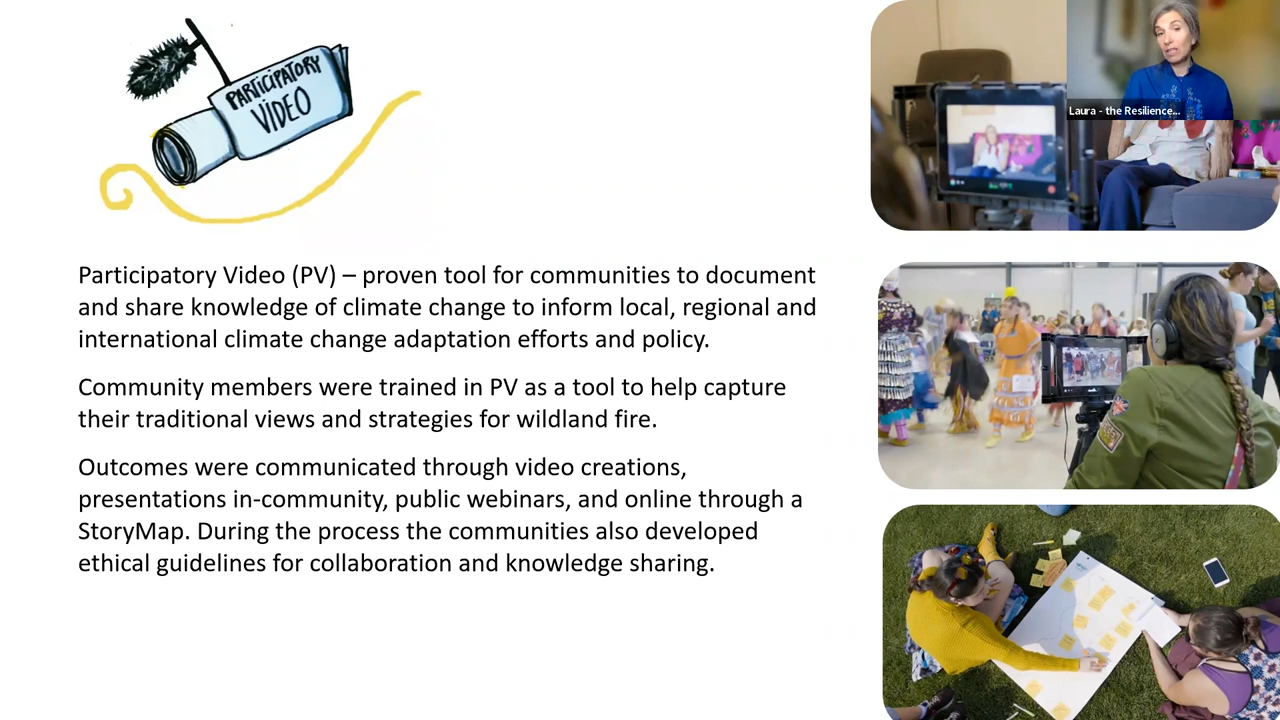 PARTICIPATORY
VIDEO
Laura - the Resilience...
Participatory Video (PV) – proven tool for communities to document
and share knowledge of climate change to inform local, regional and
international climate change adaptation efforts and policy.
Community members were trained in PV as a tool to help capture
their traditional views and strategies for wildland fire.
Outcomes were communicated through video creations,
presentations in-community, public webinars, and online through a
StoryMap. During the process the communities also developed
ethical guidelines for collaboration and knowledge sharing.